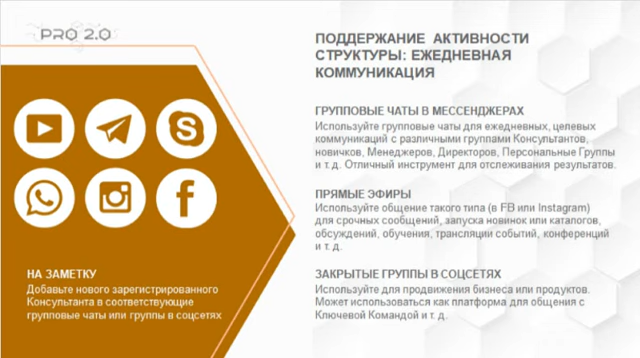 PRO 2.0
ПОДДЕРЖАНИЕ АКТИВНОСТИ
СТРУКТУРЫ: ЕЖЕДНЕВНАЯ
КОММУНИКАЦИЯ
ГРУППОВЫЕ ЧАТЫ В МЕССЕНДЖЕРАХ
Используйте групповые чаты для ежедневных, целевых
коммуникаций с различными группами Консультантов,
новичков, Менеджеров, Директоров, Персональные Группы
и т. д. Отличный инструмент для отслеживания результатов.
ПРЯМЫЕ ЭФИРЫ
Используйте общение такого типа (в FB или Instagram)
для срочных сообщений, запуска новинок или каталогов,
обсуждений, обучения, трансляции событий, конференций
и т. д.
ЗАКРЫТЫЕ ГРУППЫ В СОЦСЕТЯХ
Используйте для продвижения бизнеса или продуктов.
Может использоваться как платформа для общения с
Ключевой Командой и т. д.
НА ЗАМЕТКУ
Добавьте нового зарегистрированного
Консультанта в соответствующие
групповые чаты или группы в соцсетях